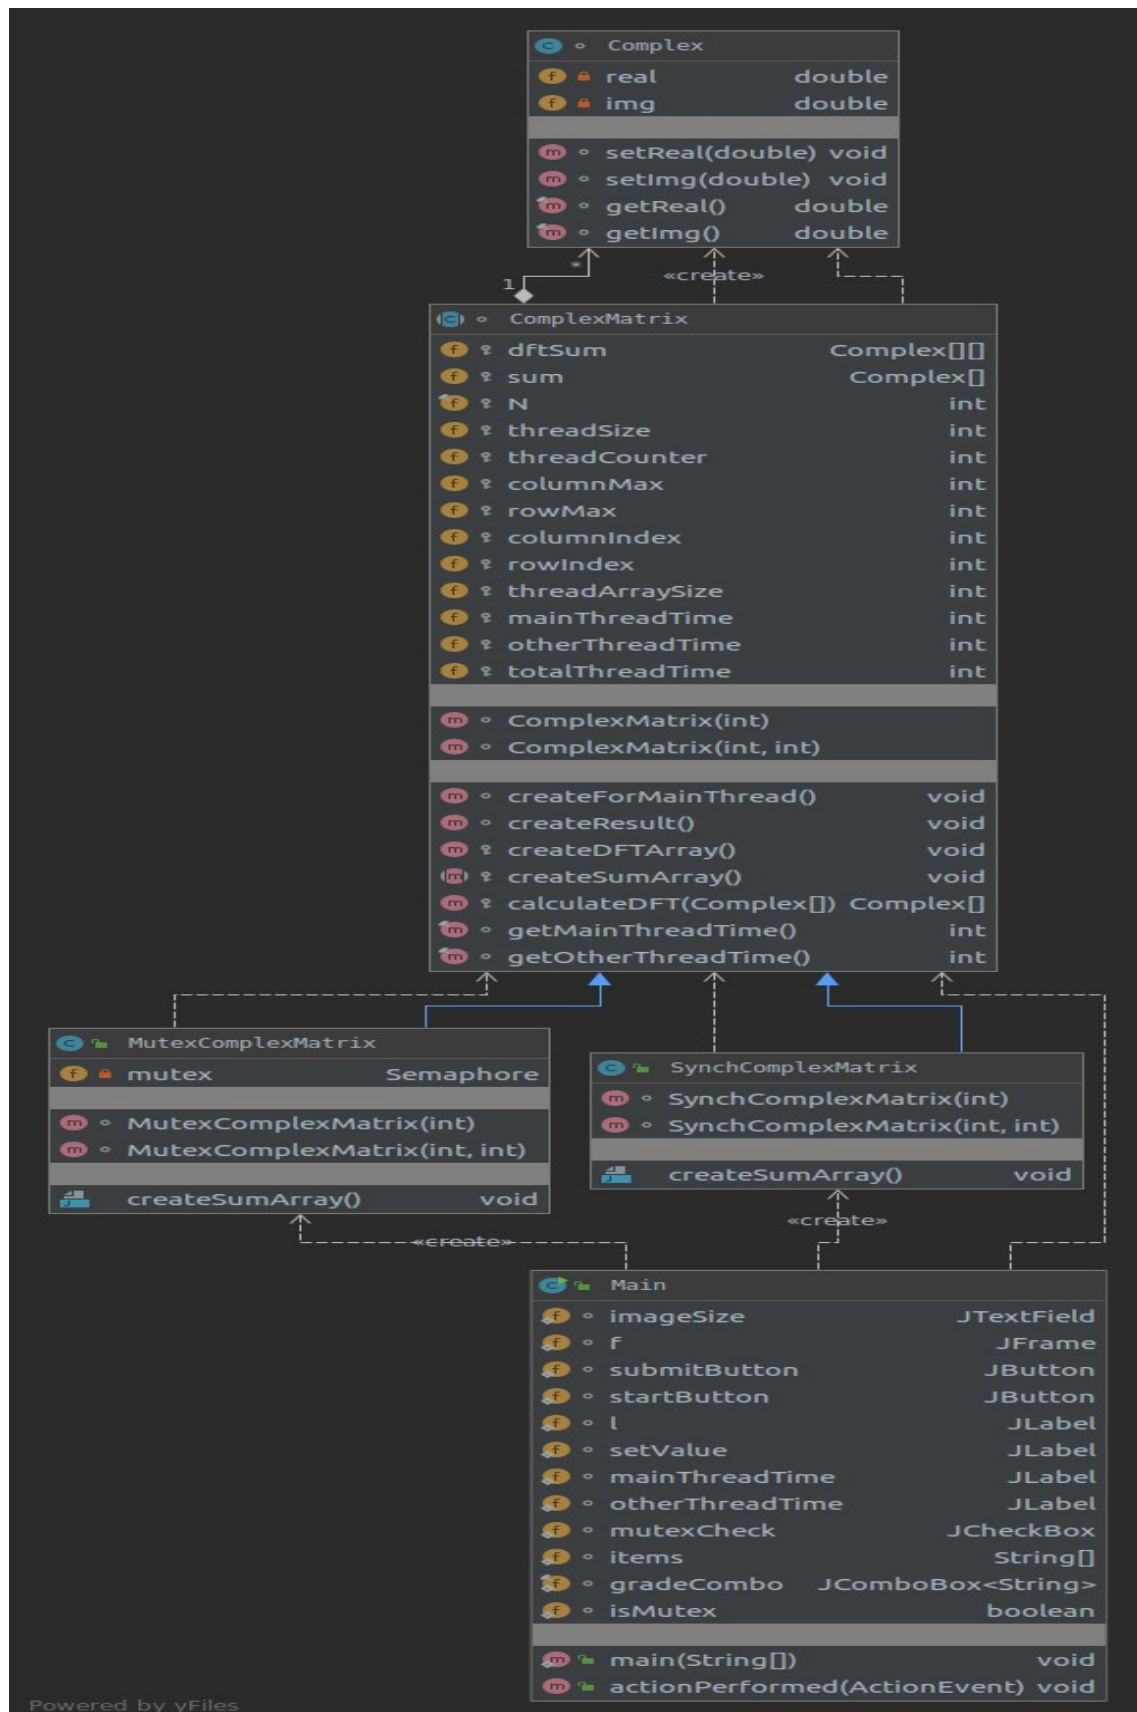 Complex
real double
img double
setReal(double) void
setImg(double) void
getReal() double
getImg() double
*
«create»
1
ComplexMatrix
dftSum Complex[][]
sum Complex[]
N int
threadSize int
threadCounter int
columnMax int
rowMax int
columnIndex int
rowIndex int
threadArraySize int
mainThreadTime int
otherThreadTime int
totalThreadTime int
ComplexMatrix(int)
ComplexMatrix(int, int)
createForMainThread() void
createResult() void
createDFTArray() void
createSumArray() void
calculateDFT(Complex[]) Complex[]
getMainThreadTime() int
getOtherThreadTime() int
MutexComplexMatrix
mutex Semaphore
MutexComplexMatrix(int)
MutexComplexMatrix(int, int)
createSumArray() void
SynchComplexMatrix
SynchComplexMatrix(int)
SynchComplexMatrix(int, int)
createSumArray() void
«create»
«create»
Main
imageSize JTextField
f JFrame
submitButton JButton
startButton JButton
l JLabel
setValue JLabel
mainThreadTime JLabel
otherThreadTime JLabel
mutexCheck JCheckBox
items String[]
gradeCombo JComboBox<String>
isMutex boolean
main(String[]) void
actionPerformed(ActionEvent) void
Powered by yFiles